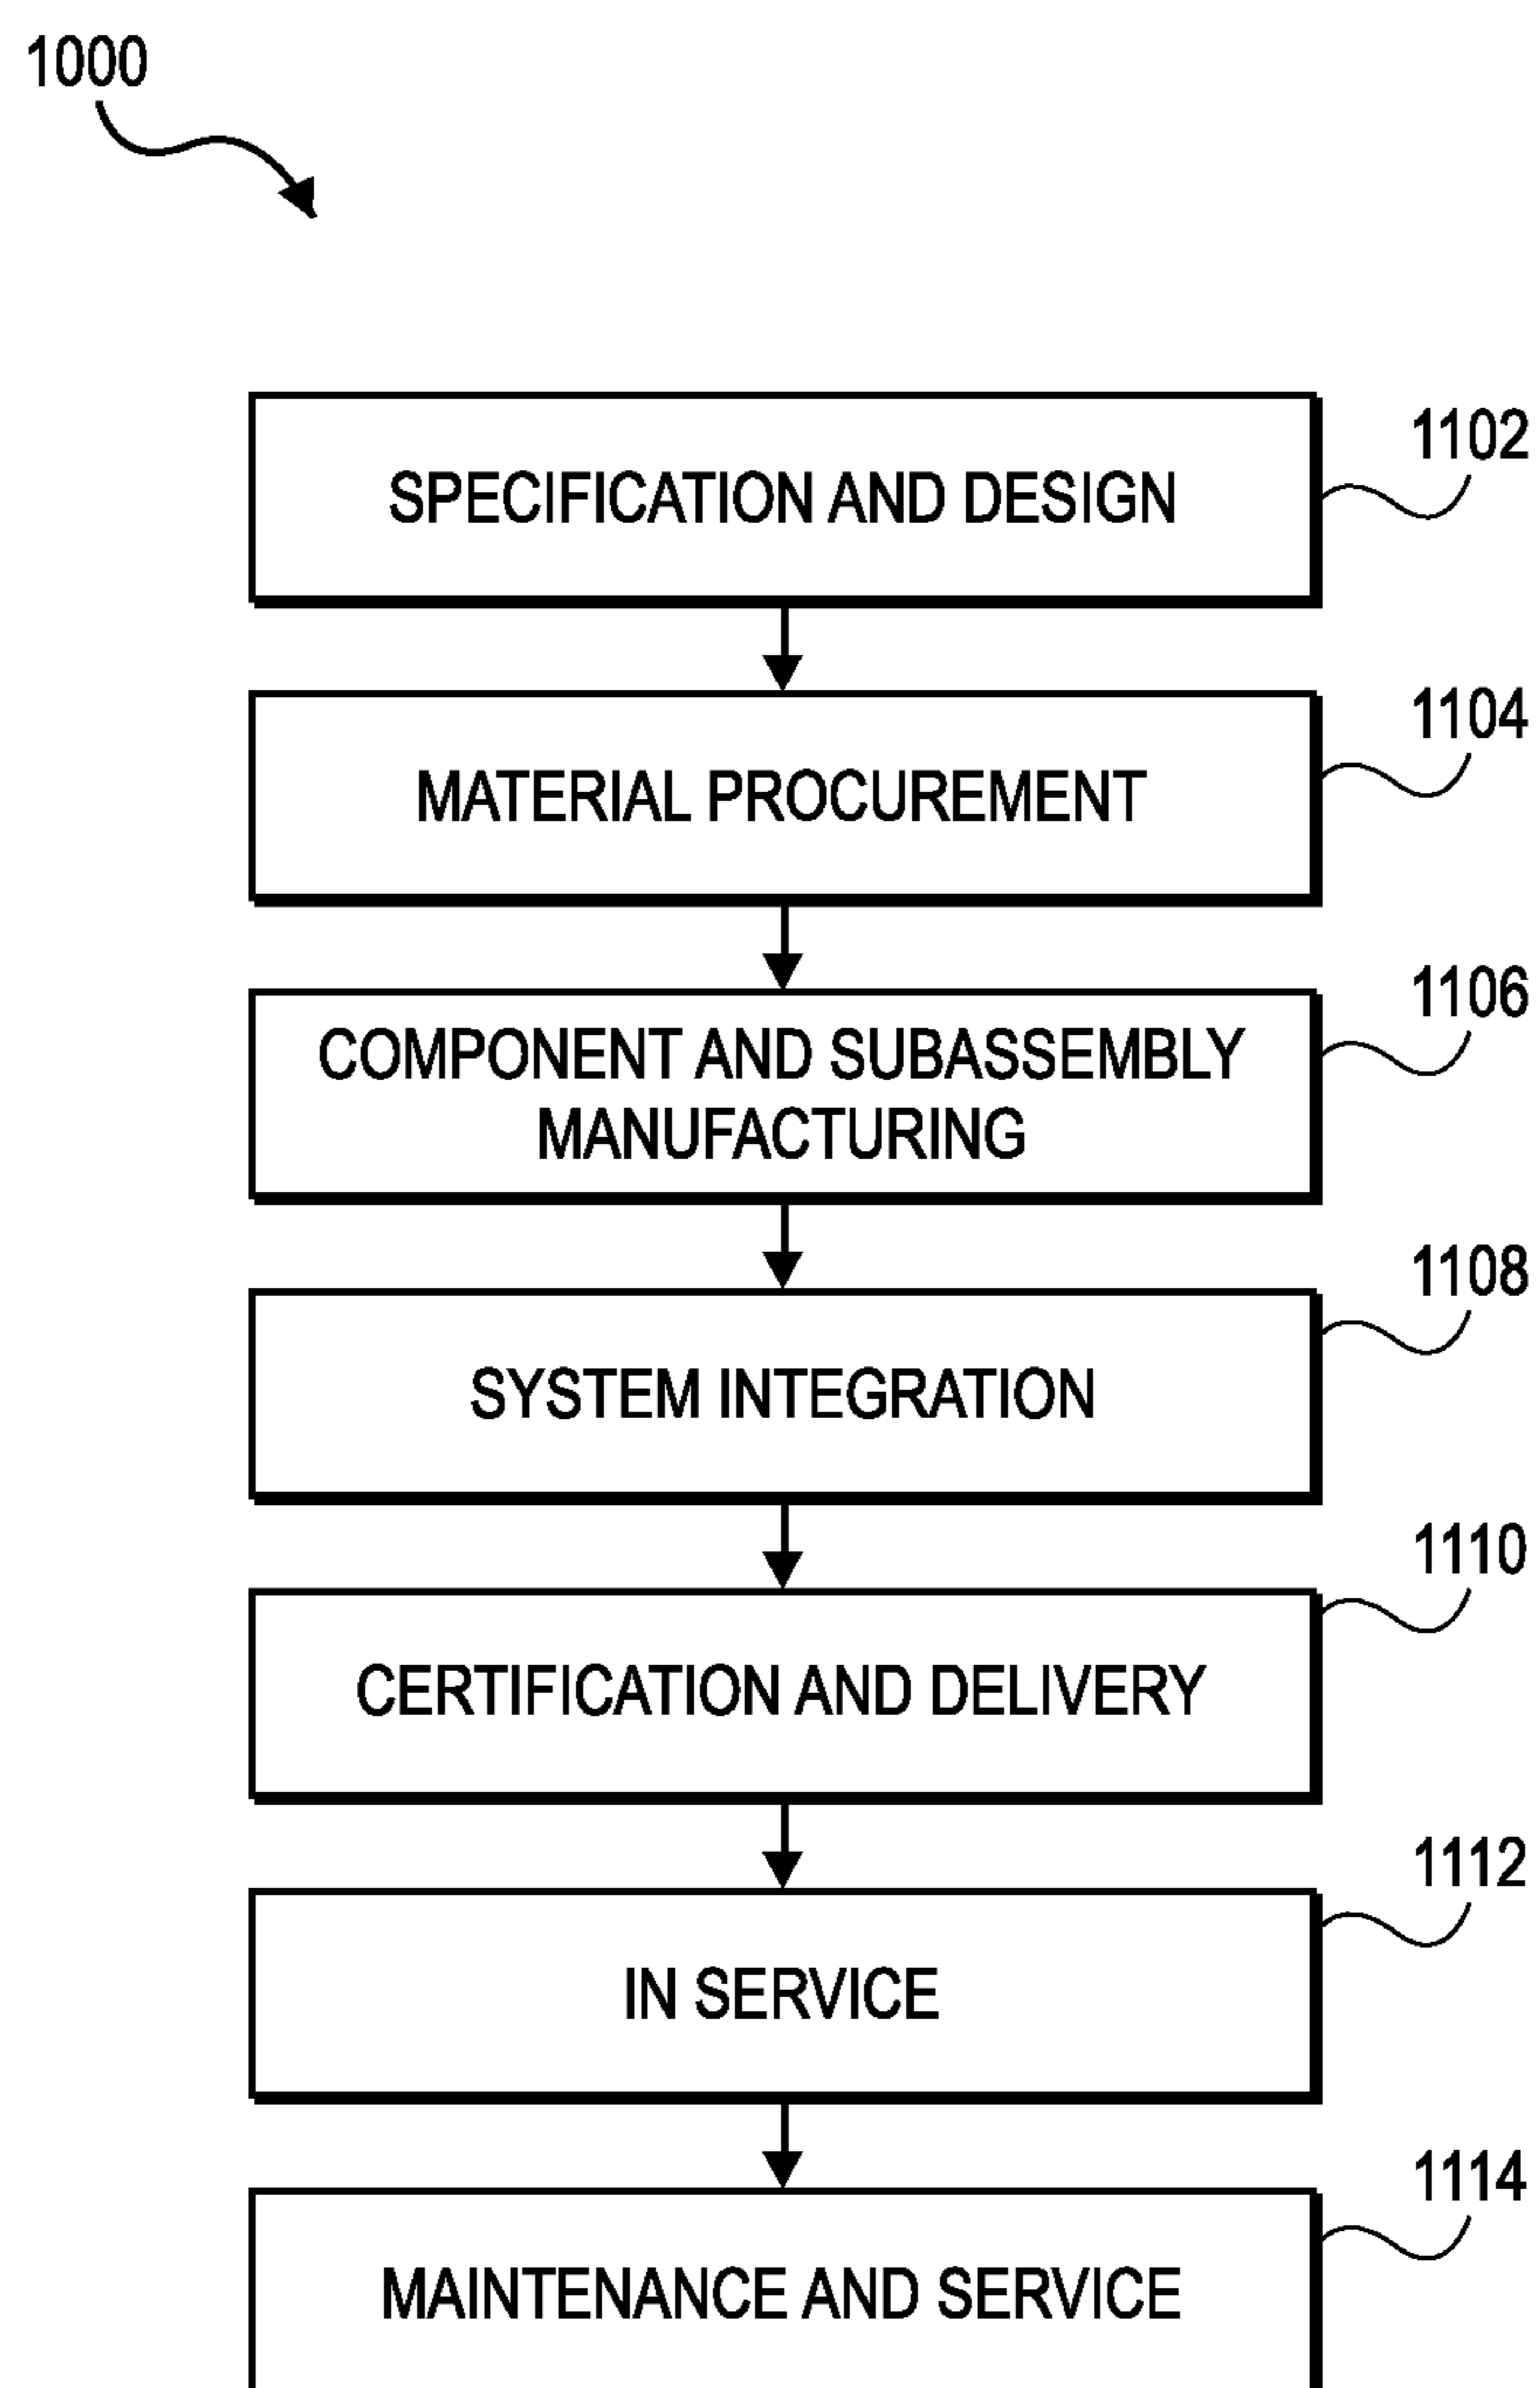 1000
SPECIFICATION AND DESIGN
1102
MATERIAL PROCUREMENT
1104
COMPONENT AND SUBASSEMBLY
MANUFACTURING
1106
SYSTEM INTEGRATION
1108
CERTIFICATION AND DELIVERY
1110
IN SERVICE
1112
MAINTENANCE AND SERVICE
1114